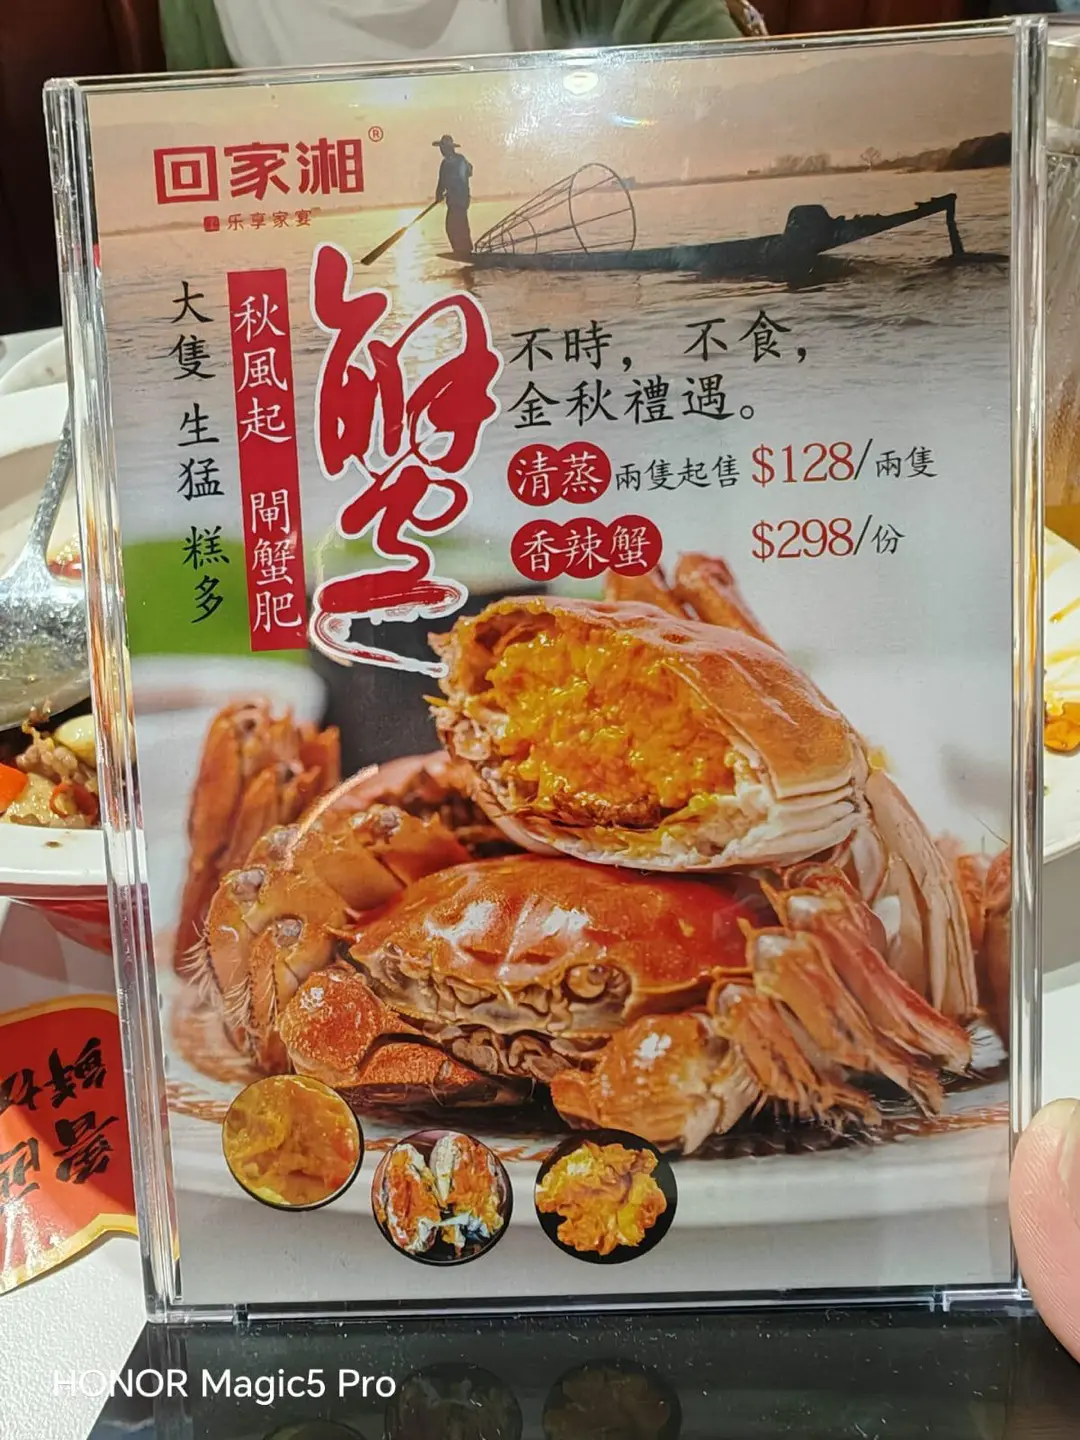 回家湘®
乐享家宴
大隻 生猛 糕多
秋風起 閘蟹肥
蟹
不時，不食，
金秋禮遇。
清蒸 兩隻起售 $128/兩隻
香辣蟹 $298/份
HONOR Magic5 Pro